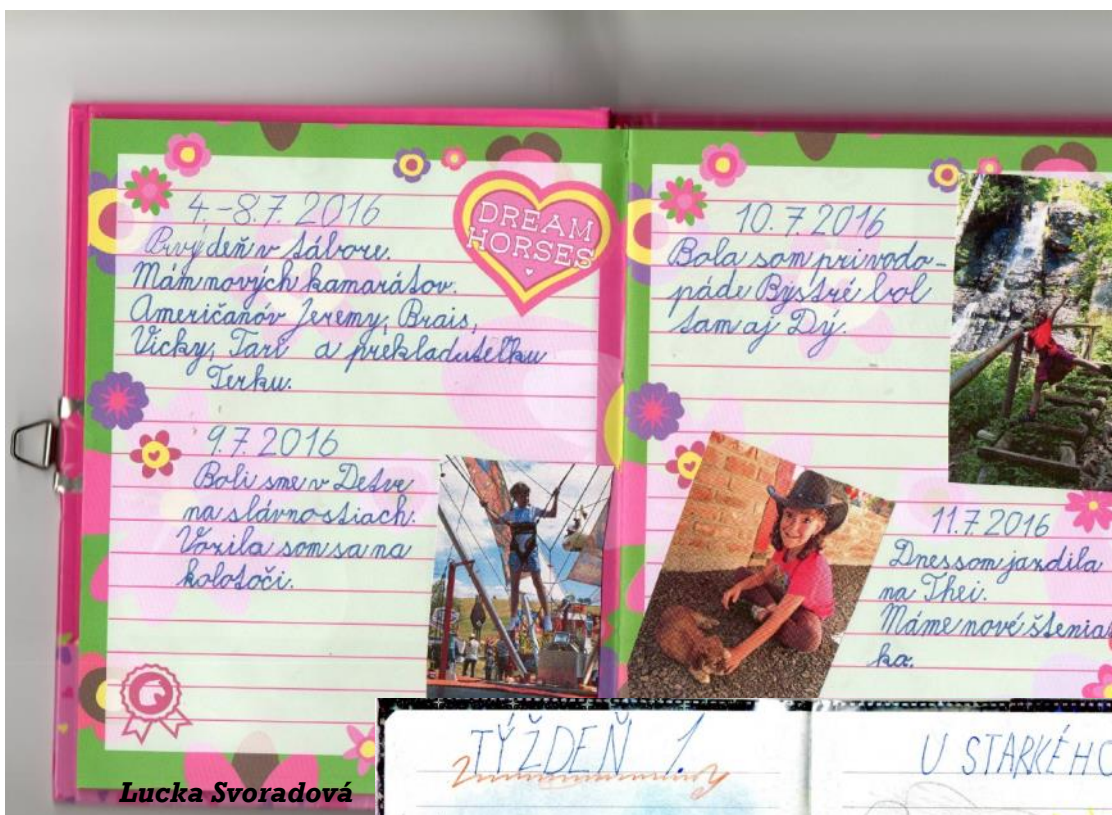 4.-8.7.2016
Prvý deň v tábore.
Mám nových kamarátov.
Američanov Jeremy, Brais,
Vicky, Tari a prekladateľku
Terku.
DREAM
HORSES
9.7.2016
Boli sme v Detve
na slávnostiach.
Vozila som sa na
kolotoči.
10.7.2016
Bola som pri vodo-
páde Bystré bol
tam aj Dý.
11.7.2016
Dnes som jazdila
na Thei.
Máme nové šteniat
ka.
TÝŽDEŇ 1.
U STARKÉHO
Lucka Svoradová